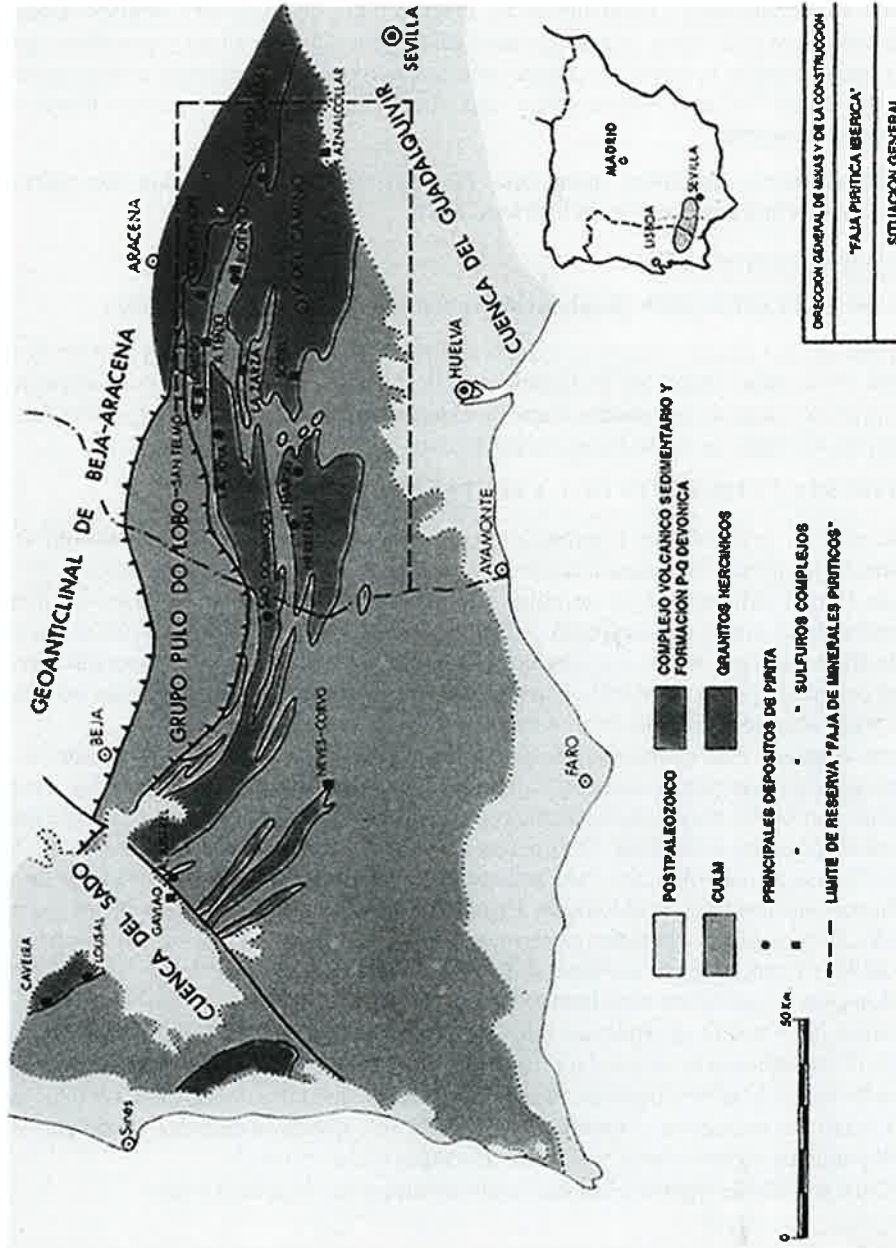 GEOANTICLINAL DE BEJA-ARACENA
BEJA
ARACENA
GRUPO PULO DO LOBO-SAN TELMO
CUENCA DEL SADO
CAVEIRA
LOUSAL
SINES
GAVIAO
NEVES-CORVO
LA ZARZA
AZNALCOLLAR
SEVILLA
CUENCA DEL GUADALQUIVIR
HUELVA
AYAMONTE
FARO
POSTPALEOZOICO
CULM
COMPLEJO VOLCANICO SEDIMENTARIO Y
FORMACION P-Q DEVONICA
GRANITOS HERCINICOS
PRINCIPALES DEPOSITOS DE PIRITA
" " SULFUROS COMPLEJOS
LIMITE DE RESERVA "FAJA DE MINERALES PIRITICOS"
0 50 Km.
MADRID
LISBOA
SEVILLA
DIRECCION GENERAL DE MINAS Y DE LA CONSTRUCCION
"FAJA PIRITICA IBERICA"
SITUACION GENERAL